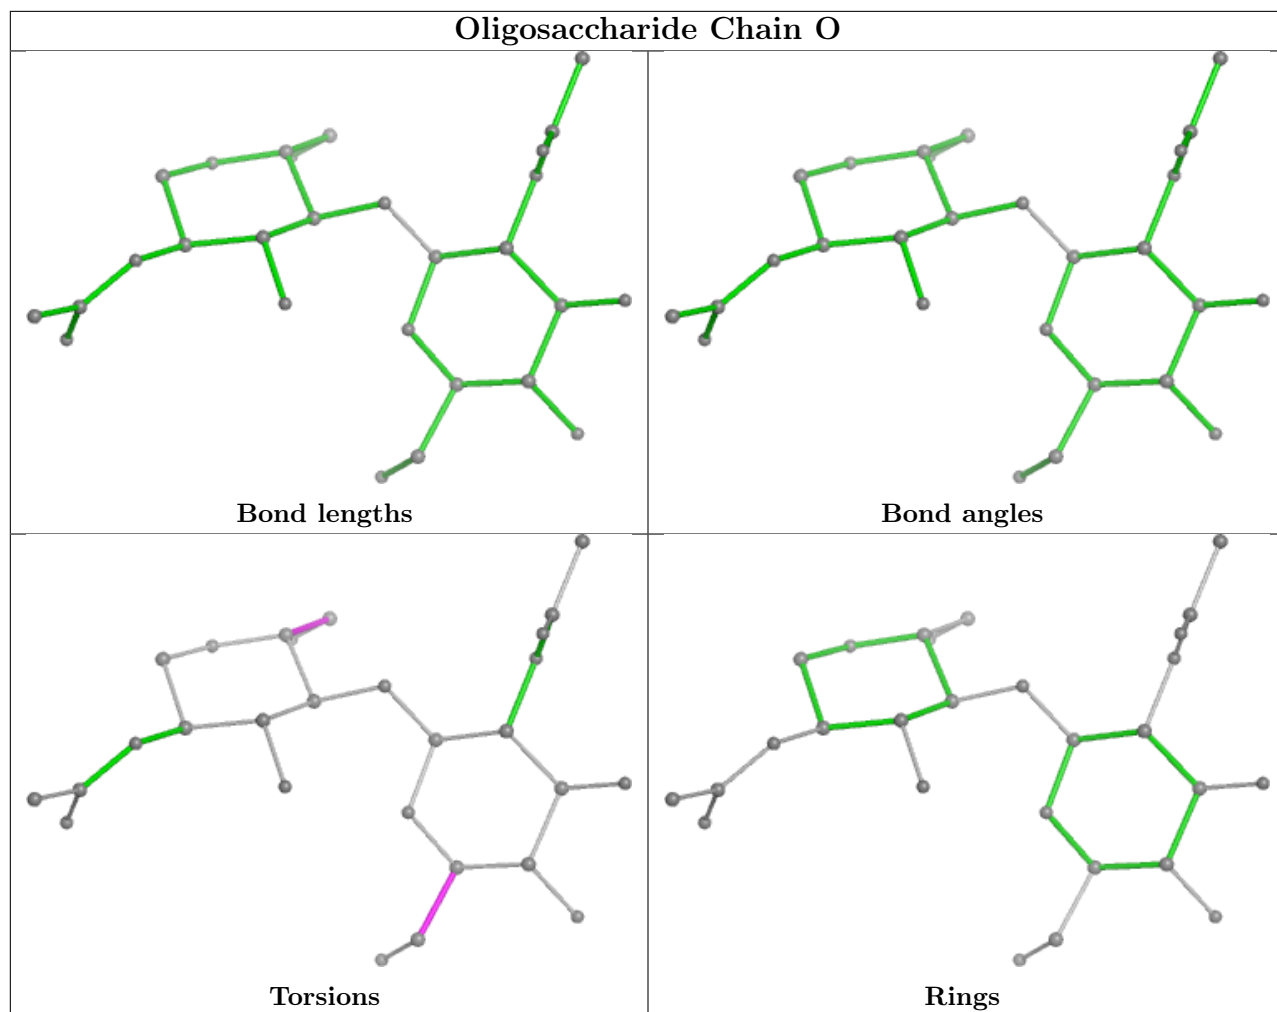 Oligosaccharide Chain O
Bond lengths
Bond angles
Torsions
Rings